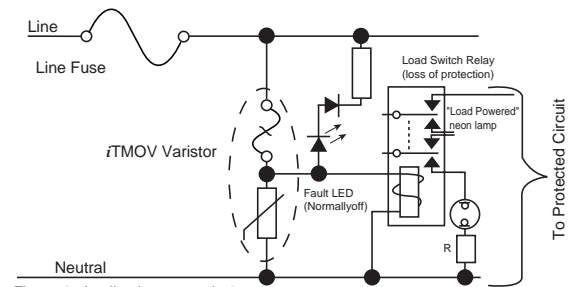 Line
Line Fuse
iTMOV Varistor
Fault LED
(Normallyoff)
Load Switch Relay
(loss of protection)
"Load Powered"
neon lamp
R
To Protected Circuit
Neutral